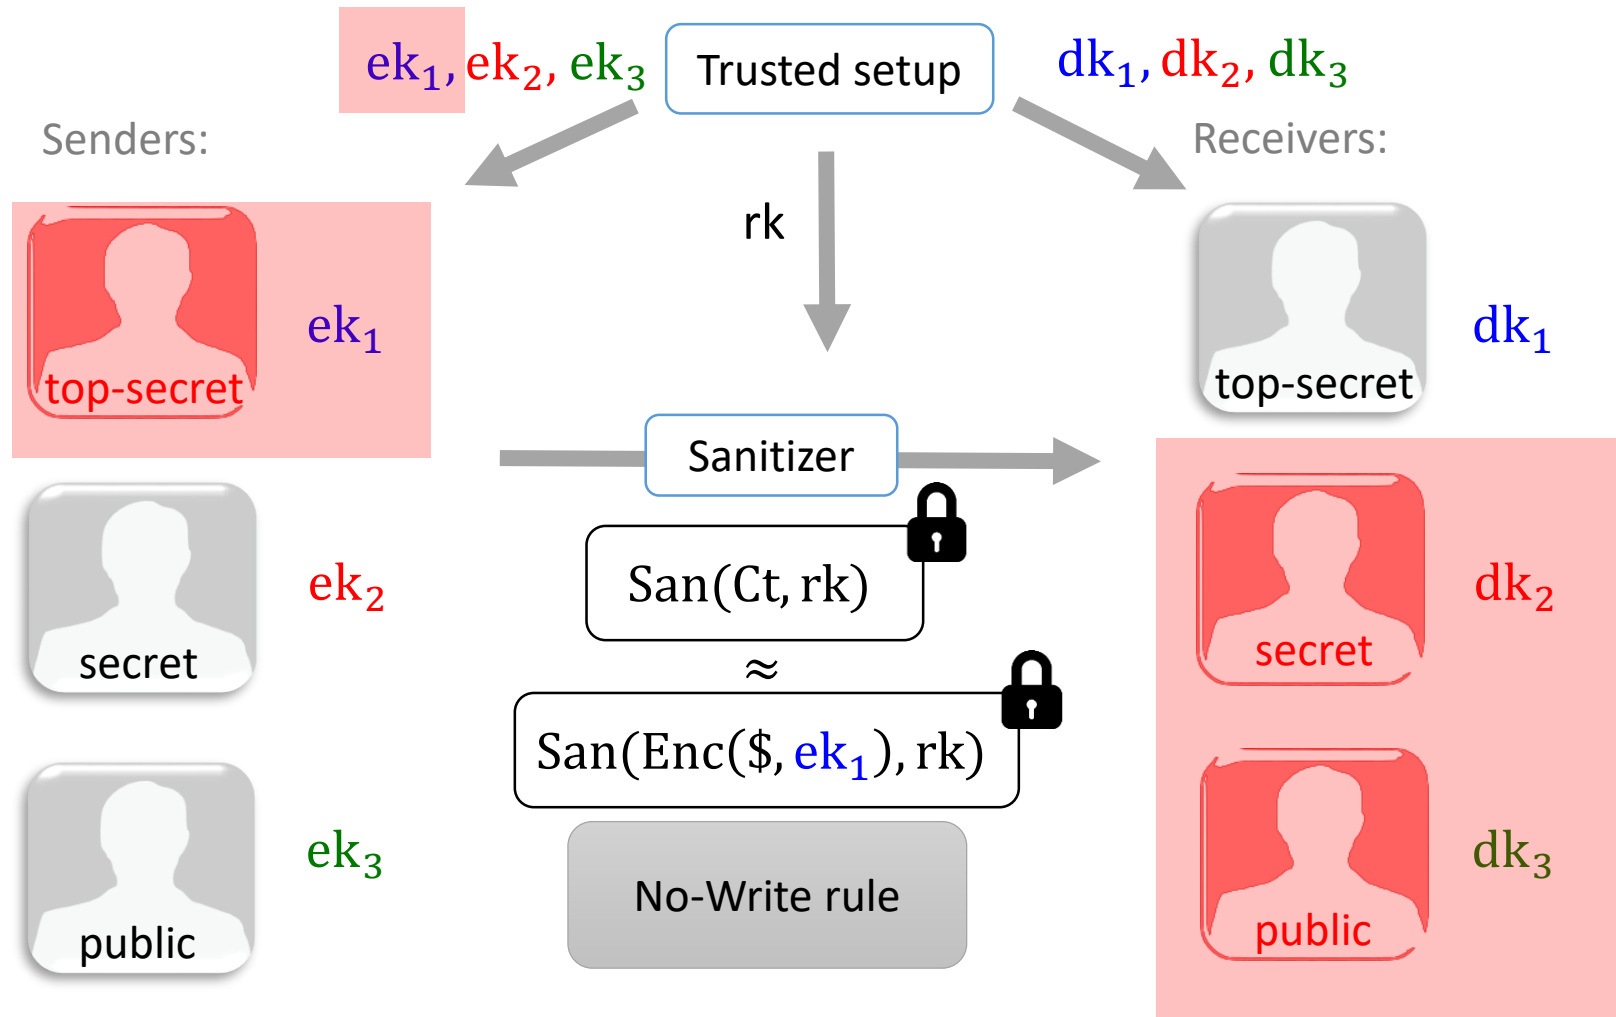 ek₁, ek₂, ek₃
Trusted setup
dk₁, dk₂, dk₃
Senders:
Receivers:
rk
top-secret
ek₁
top-secret
dk₁
Sanitizer
San(Ct, rk)
secret
ek₂
secret
dk₂
≈
San(Enc($, ek₁), rk)
No-Write rule
public
ek₃
public
dk₃